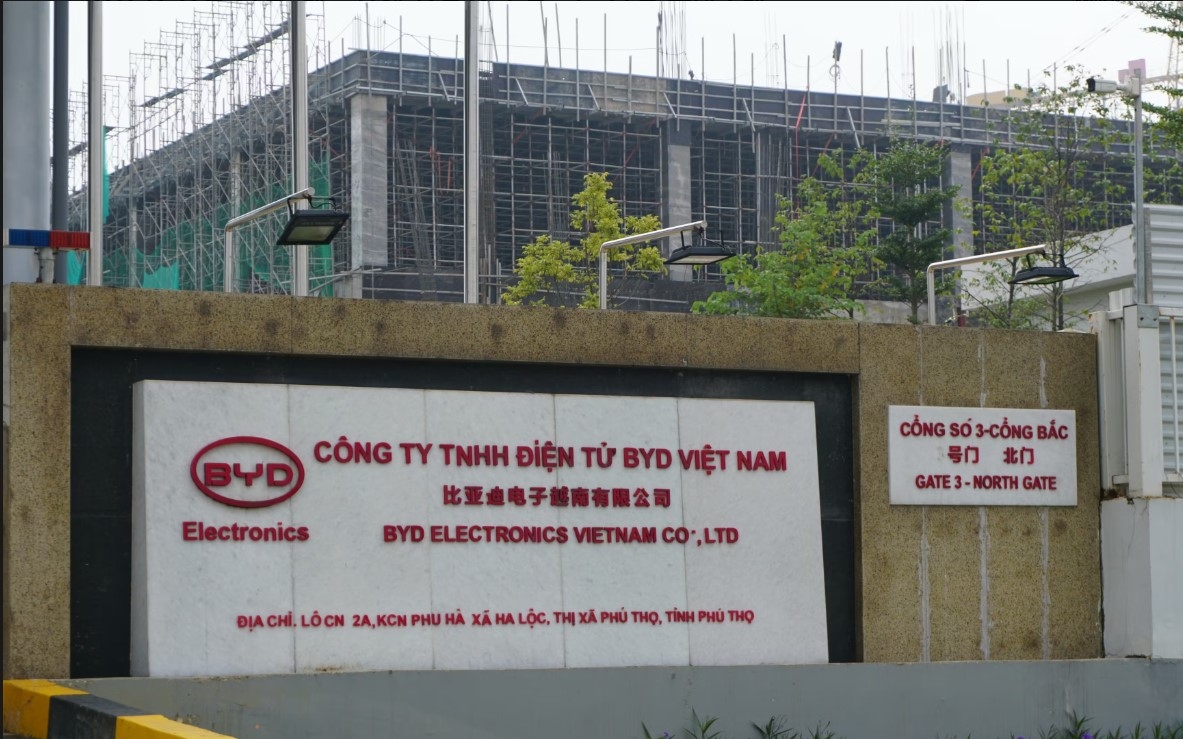 BYD
Electronics
CÔNG TY TNHH ĐIỆN TỬ BYD VIỆT NAM
比亚迪电子越南有限公司
BYD ELECTRONICS VIETNAM CO.,LTD
ĐỊA CHỈ. LÔ CN 2A,KCN PHU HÀ XÃ HA LỘC, THỊ XÃ PHÚ THỌ, TỈNH PHÚ THỌ
CỔNG SỐ 3-CỔNG BẮC
号门 北门
GATE 3 - NORTH GATE